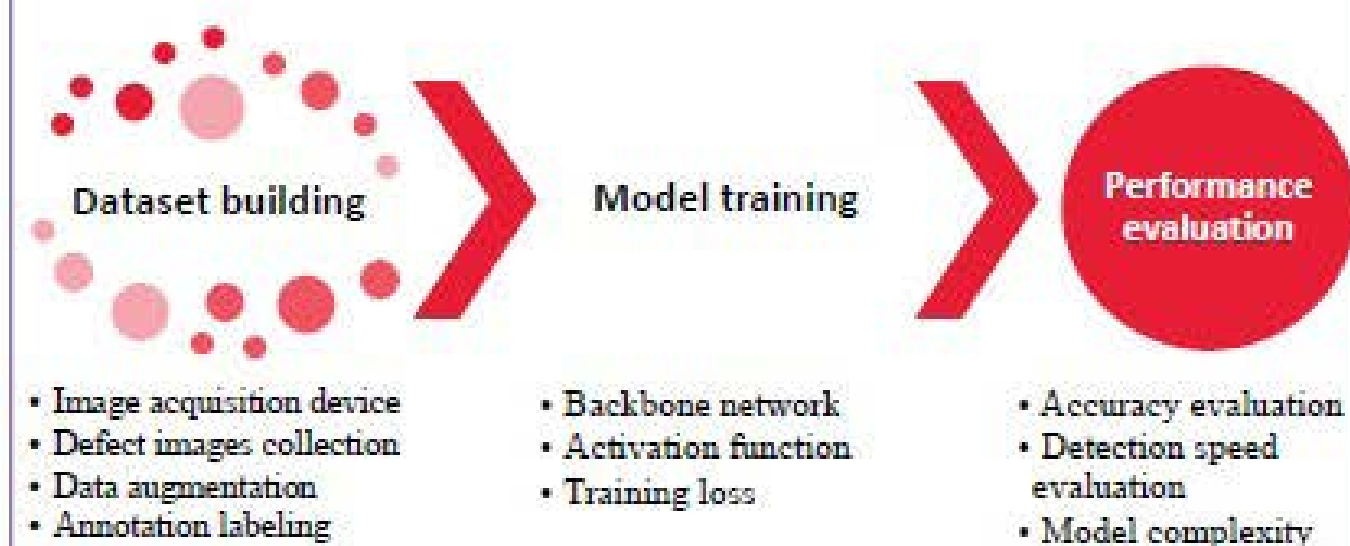 Dataset building
Model training
Performance
evaluation
• Image acquisition device
• Defect images collection
• Data augmentation
• Annotation labeling
• Backbone network
• Activation function
• Training loss
• Accuracy evaluation
• Detection speed
evaluation
• Model complexity